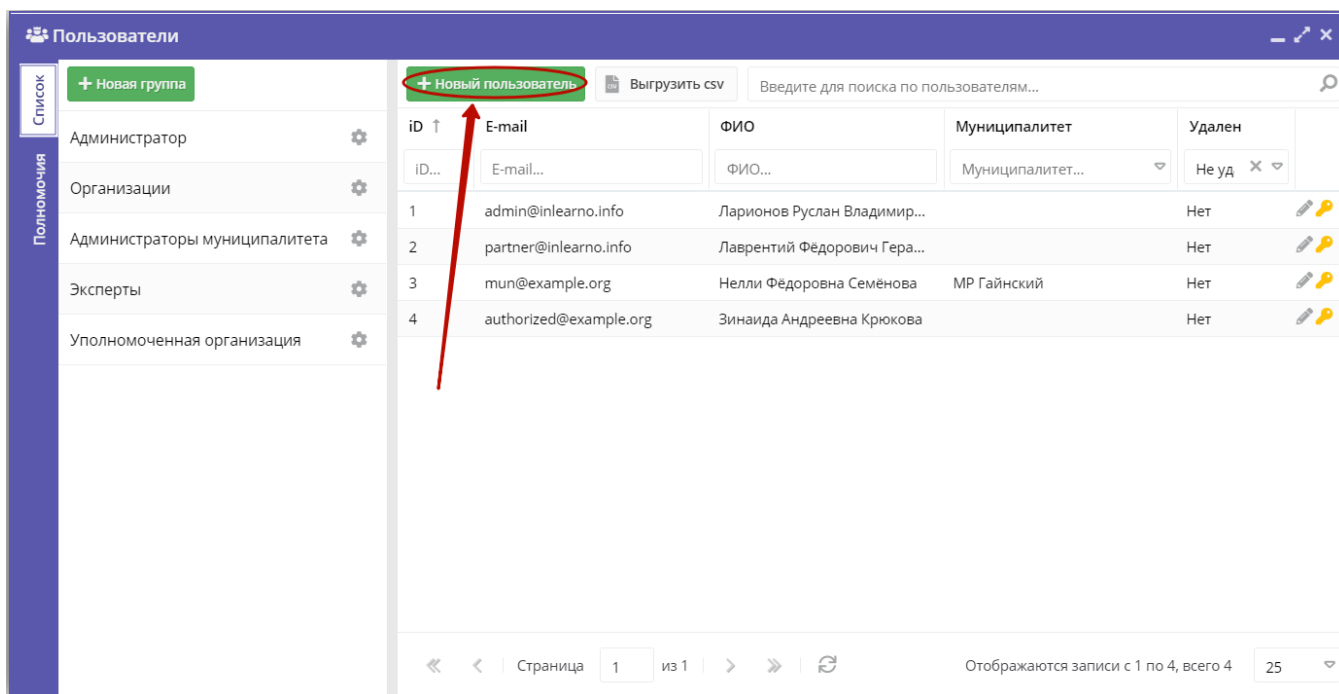 Пользователи
Список
Полномочия
Новая группа
Администратор
Организации
Администраторы муниципалитета
Эксперты
Уполномоченная организация
Новый пользователь Выгрузить csv Введите для поиска по пользователям...
iD ↑ E-mail ФИО Муниципалитет Удален
iD... E-mail... ФИО... Муниципалитет... Не уд
1 admin@inlearno.info Ларионов Руслан Владимир... Нет
2 partner@inlearno.info Лаврентий Фёдорович Гера... Нет
3 mun@example.org Нелли Фёдоровна Семёнова МР Гайнский Нет
4 authorized@example.org Зинаида Андреевна Крюкова Нет
Страница 1 из 1 Отображаются записи с 1 по 4, всего 4 25